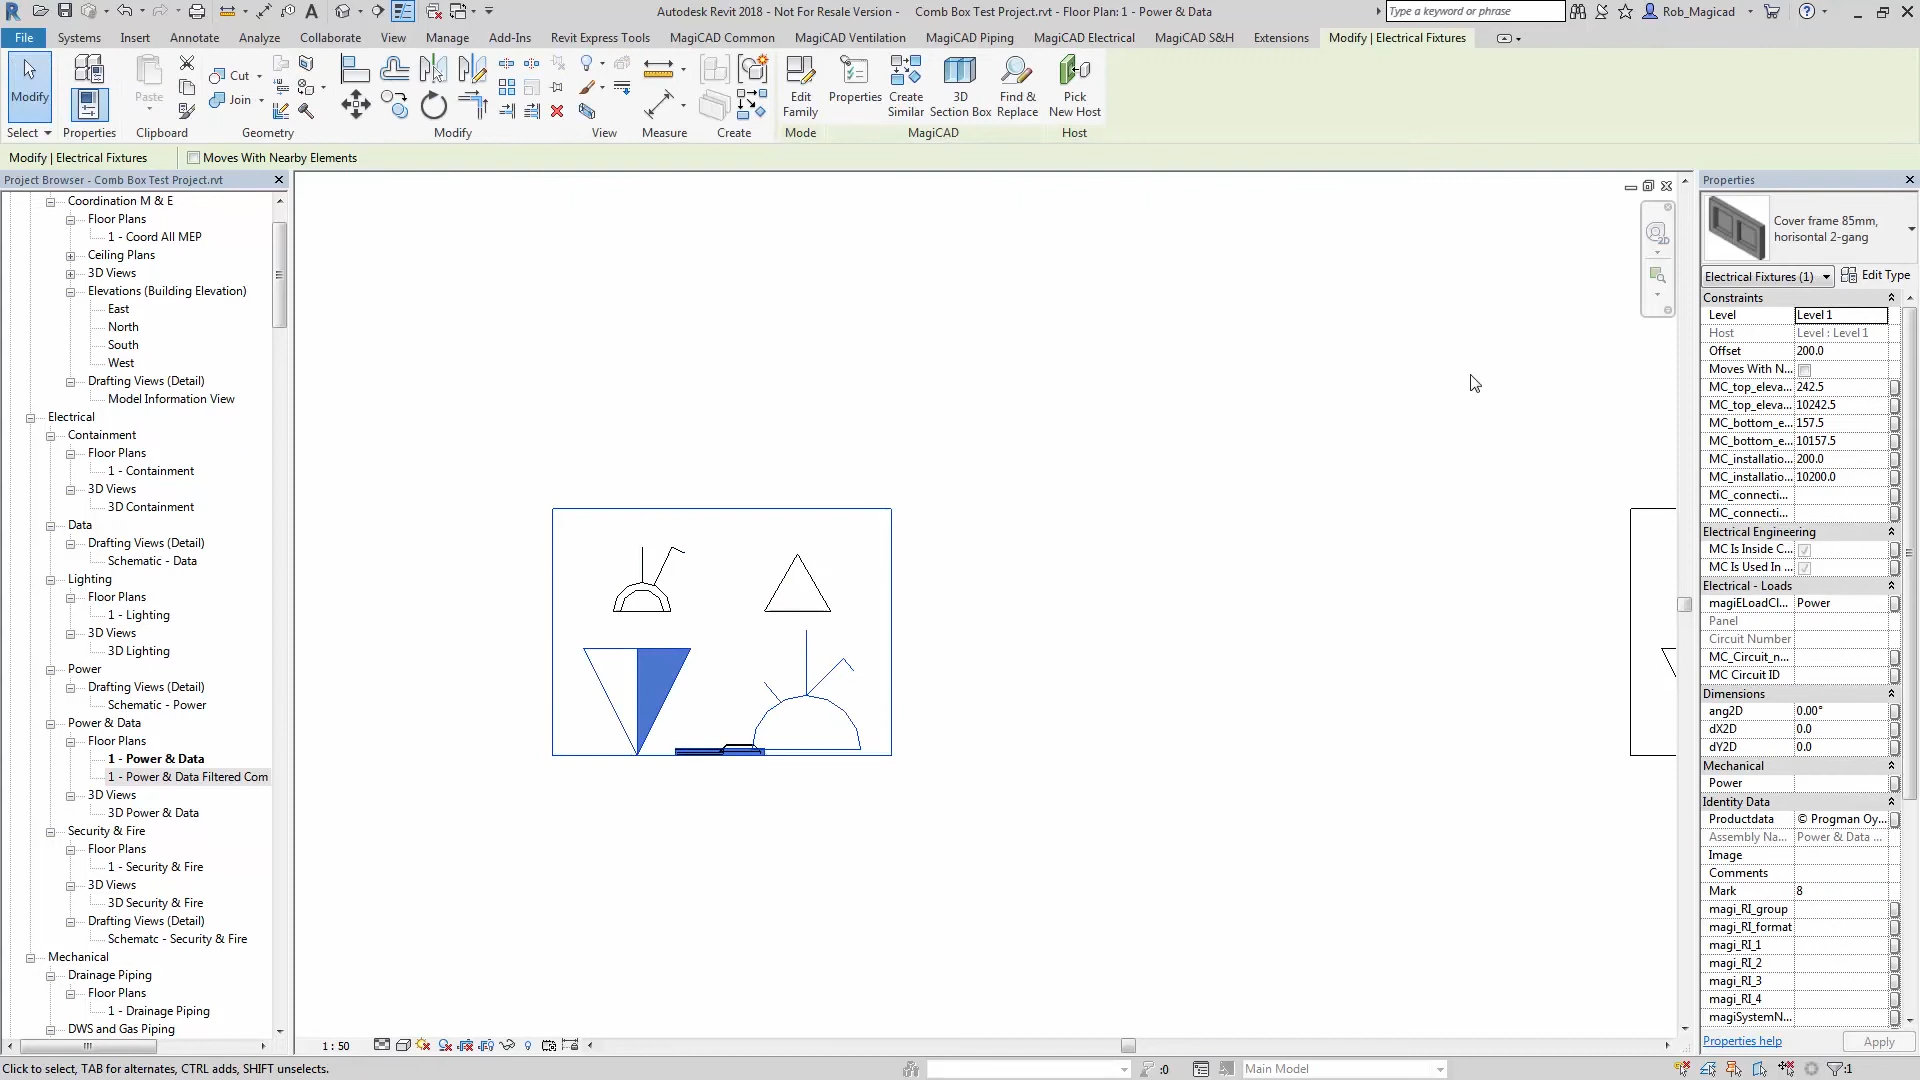 Autodesk Revit 2018 - Not For Resale Version - Comb Box Test Project.rvt - Floor Plan: 1 - Power & Data
Type a keyword or phrase
Rob_Magicad
File Systems Insert Annotate Analyze Collaborate View Manage Add-Ins Revit Express Tools MagiCAD Common MagiCAD Ventilation MagiCAD Piping MagiCAD Electrical MagiCAD S&H Extensions Modify | Electrical Fixtures
Modify
Paste
Cut
Join
Edit Family
Properties
Create Similar
3D Section Box
Find & Replace
Pick New Host
Select Properties Clipboard Geometry Modify View Measure Create Mode MagiCAD Host
Modify | Electrical Fixtures
Moves With Nearby Elements
Project Browser - Comb Box Test Project.rvt
Coordination M & E
Floor Plans
1 - Coord All MEP
Ceiling Plans
3D Views
Elevations (Building Elevation)
East
North
South
West
Drafting Views (Detail)
Model Information View
Electrical
Containment
Floor Plans
1 - Containment
3D Views
3D Containment
Data
Drafting Views (Detail)
Schematic - Data
Lighting
Floor Plans
1 - Lighting
3D Views
3D Lighting
Power
Drafting Views (Detail)
Schematic - Power
Power & Data
Floor Plans
1 - Power & Data
1 - Power & Data Filtered Com
3D Views
3D Power & Data
Security & Fire
Floor Plans
1 - Security & Fire
3D Views
3D Security & Fire
Drafting Views (Detail)
Schematc - Security & Fire
Mechanical
Drainage Piping
Floor Plans
1 - Drainage Piping
DWS and Gas Piping
2D
1 : 50
Properties
Cover frame 85mm,
horisontal 2-gang
Electrical Fixtures (1)
Edit Type
Constraints
Level Level 1
Host Level : Level 1
Offset 200.0
Moves With N...
MC_top_eleva... 242.5
MC_top_eleva... 10242.5
MC_bottom_e... 157.5
MC_bottom_e... 10157.5
MC_installatio... 200.0
MC_installatio... 10200.0
MC_connecti...
MC_connecti...
Electrical Engineering
MC Is Inside C...
MC Is Used In ...
Electrical - Loads
magiELoadCl... Power
Panel
Circuit Number
MC_Circuit_n...
MC Circuit ID
Dimensions
ang2D 0.00°
dX2D 0.0
dY2D 0.0
Mechanical
Power
Identity Data
Productdata © Progman Oy...
Assembly Na... Power & Data ...
Image
Comments
Mark 8
magi_RI_group
magi_RI_format
magi_RI_1
magi_RI_2
magi_RI_3
magi_RI_4
magiSystemN...
Properties help
Apply
Click to select, TAB for alternates, CTRL adds, SHIFT unselects.
:0
Main Model
:1